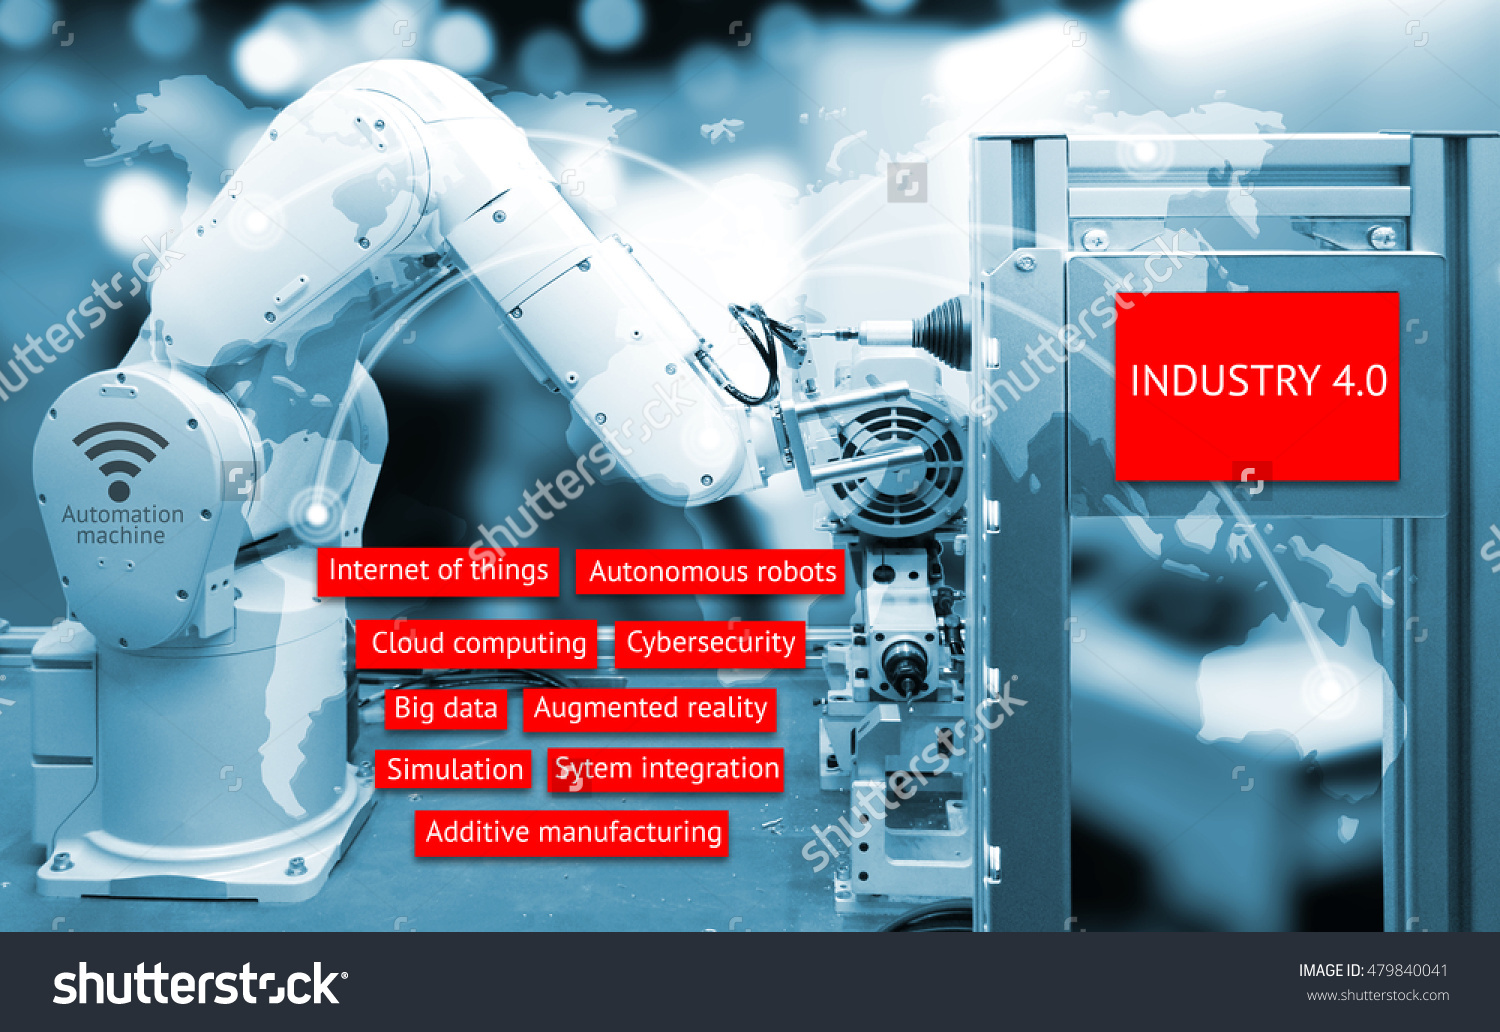 INDUSTRY 4.0
Automation
machine
Internet of things
Autonomous robots
Cloud computing
Cybersecurity
Big data
Augmented reality
Simulation
Sytem integration
Additive manufacturing
shutterstock
shutterstock
shutterstock
shutterstock
shutterstock
IMAGE ID: 479840041
www.shutterstock.com